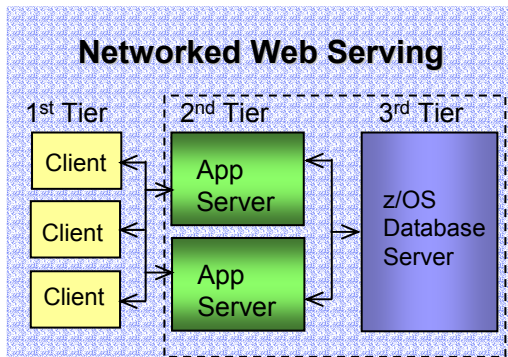 Networked Web Serving
1st Tier
2nd Tier
3rd Tier
Client
Client
Client
App
Server
App
Server
z/OS
Database
Server